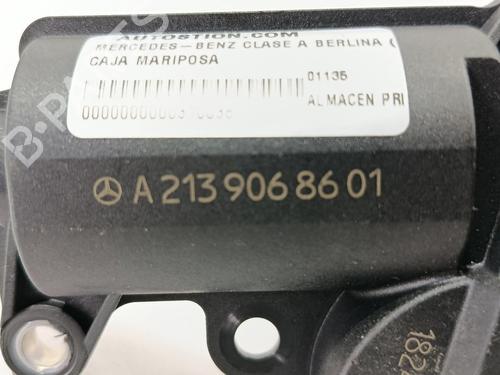 AUTOSTION.COM
MERCEDES-BENZ CLASE A BERLINA (
CAJA MARIPOSA
01135
ALMACEN PRI
A 213 906 86 01